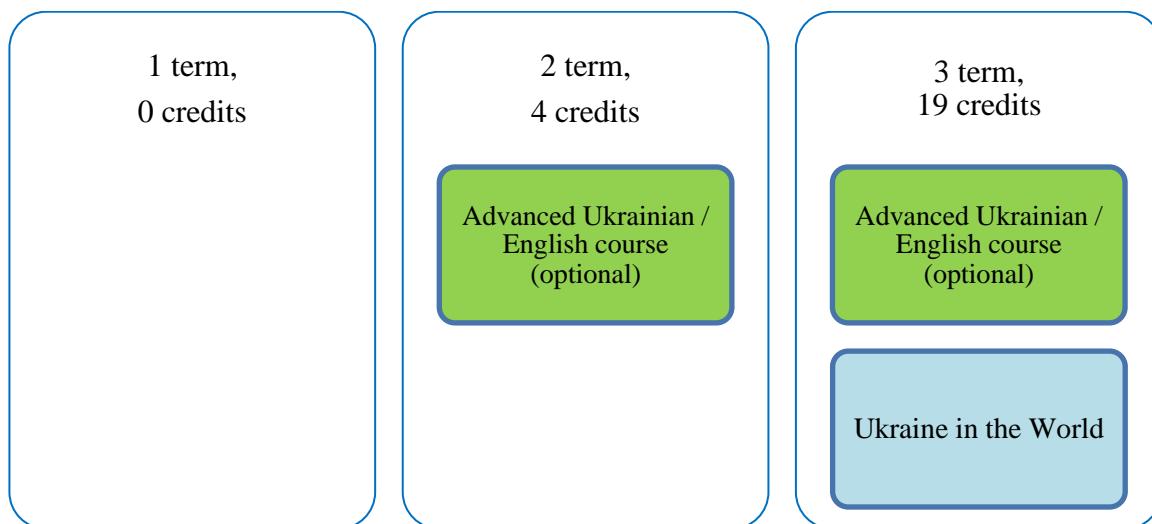 1 term,
0 credits
2 term,
4 credits
Advanced Ukrainian /
English course
(optional)
3 term,
19 credits
Advanced Ukrainian /
English course
(optional)
Ukraine in the World